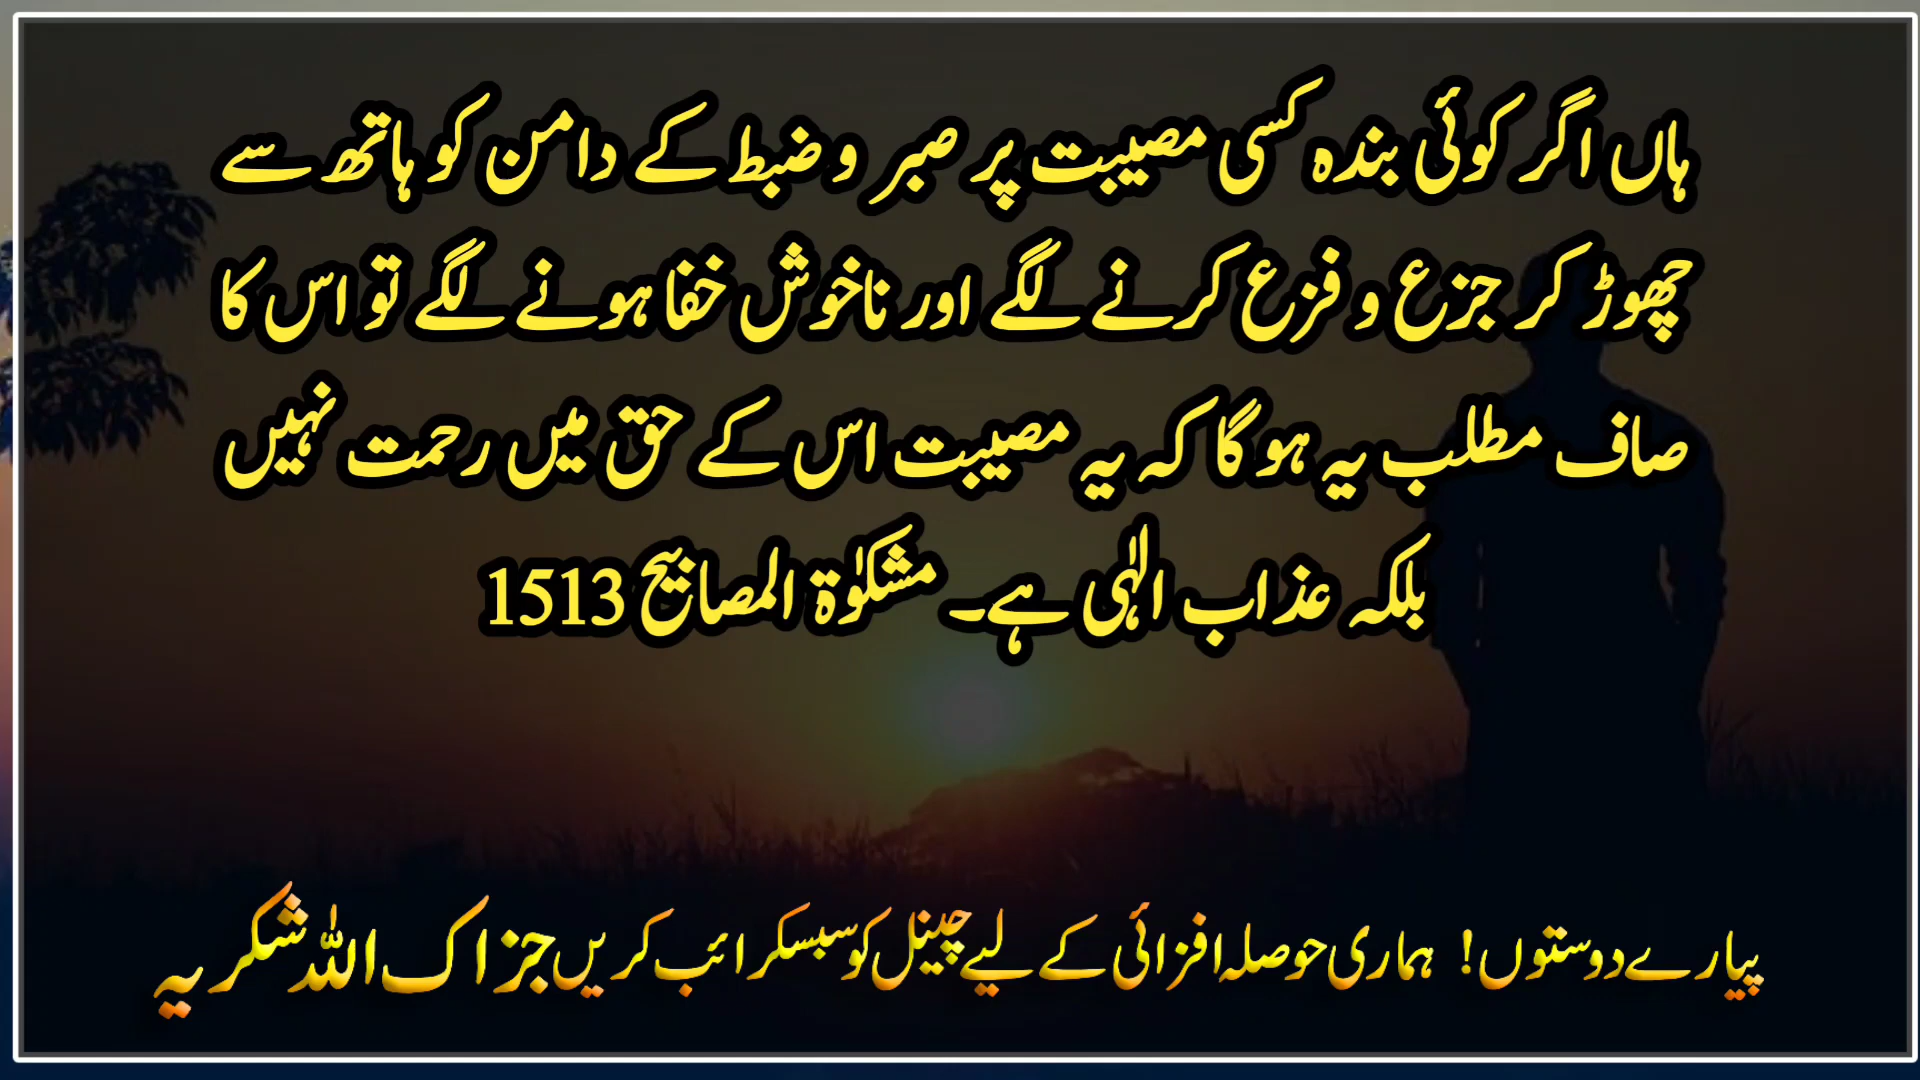 ہاں اگر کوئی بندہ کسی مصیبت پر صبر و ضبط کے دامن کو ہاتھ سے
چھوڑ کر جزع و فزع کرنے لگے اور ناخوش خفا ہونے لگے تو اس کا
صاف مطلب یہ ہوگا کہ یہ مصیبت اس کے حق میں رحمت نہیں
بلکہ عذاب الٰہی ہے۔ مشکوٰۃ المصابیح 1513
پیارے دوستوں! ہماری حوصلہ افزائی کے لیے چینل کو سبسکرائب کریں جزاک اللہ شکریہ